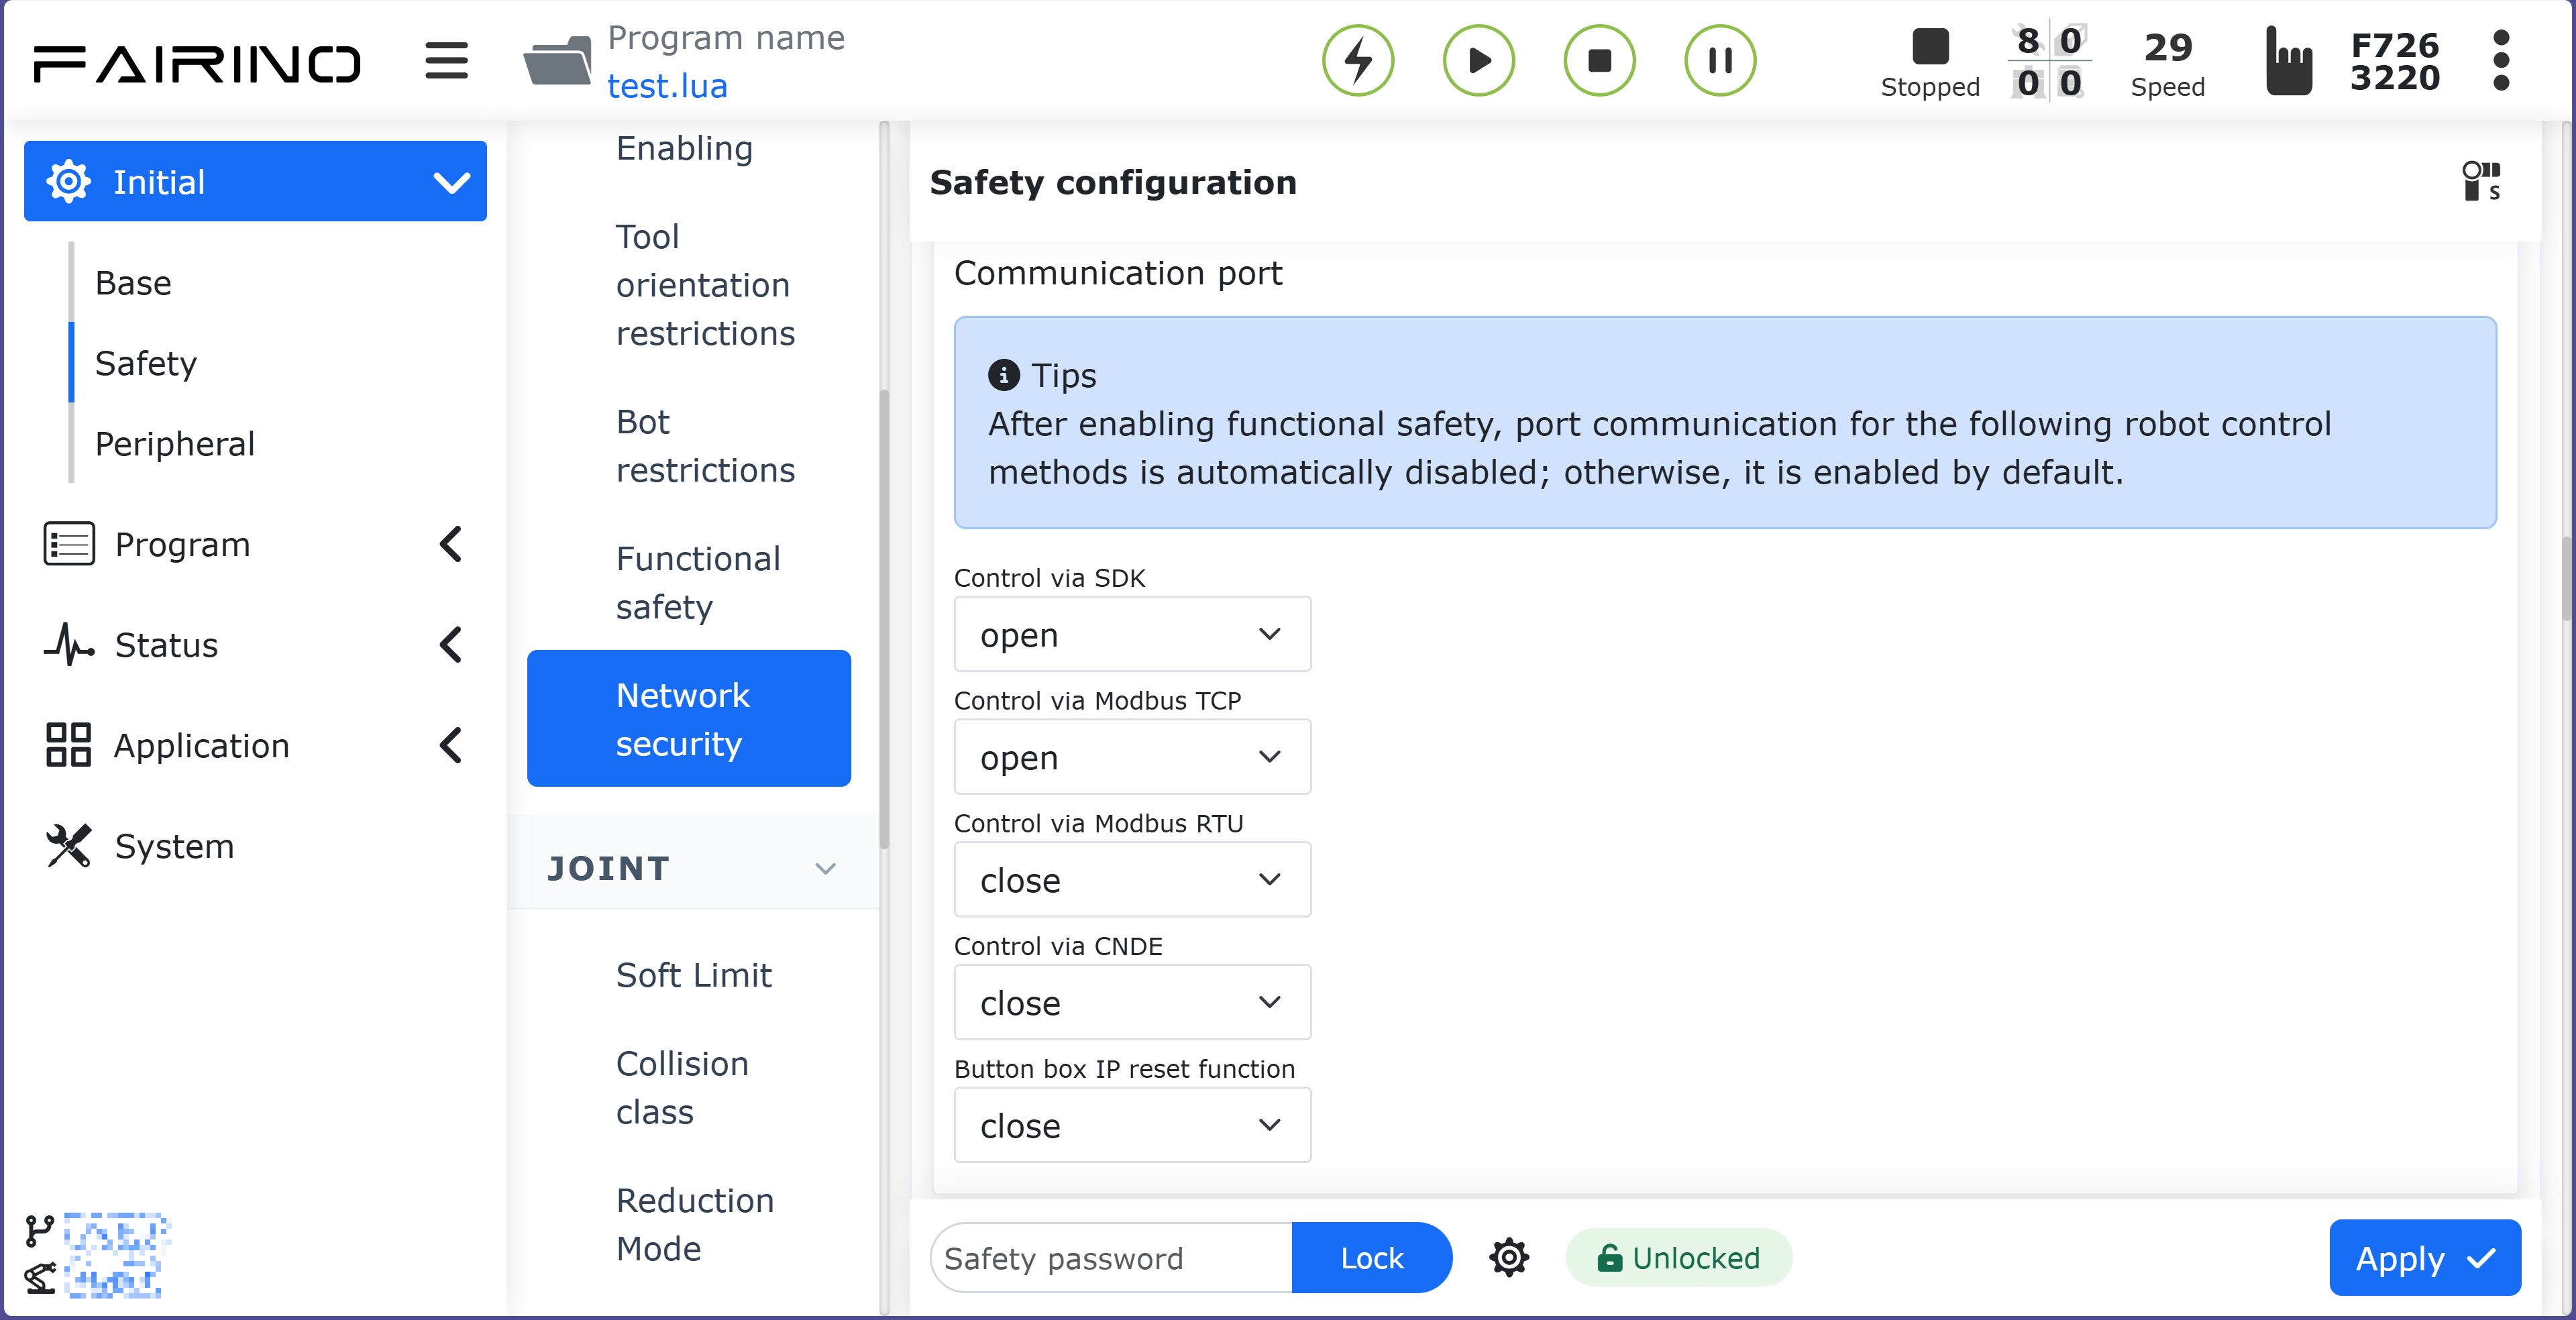 FAIRINO
Program name
test.lua
Stopped
8 0
0 0
29
Speed
F726
3220
Initial
Base
Safety
Peripheral
Program
Status
Application
System
Enabling
Tool
orientation
restrictions
Bot
restrictions
Functional
safety
Network
security
JOINT
Soft Limit
Collision
class
Reduction
Mode
Safety configuration
S
Communication port
Tips
After enabling functional safety, port communication for the following robot control
methods is automatically disabled; otherwise, it is enabled by default.
Control via SDK
open
Control via Modbus TCP
open
Control via Modbus RTU
close
Control via CNDE
close
Button box IP reset function
close
Safety password
Lock
Unlocked
Apply